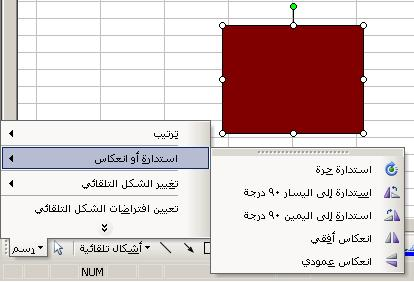 ترتيب
استدارة أو انعكاس
تغيير الشكل التلقائي
تعيين افتراضات الشكل التلقائي
استدارة حرة
استدارة إلى اليسار ٩٠ درجة
استدارة إلى اليمين ٩٠ درجة
انعكاس أفقي
انعكاس عمودي
رسم
أشكال تلقائية
NUM